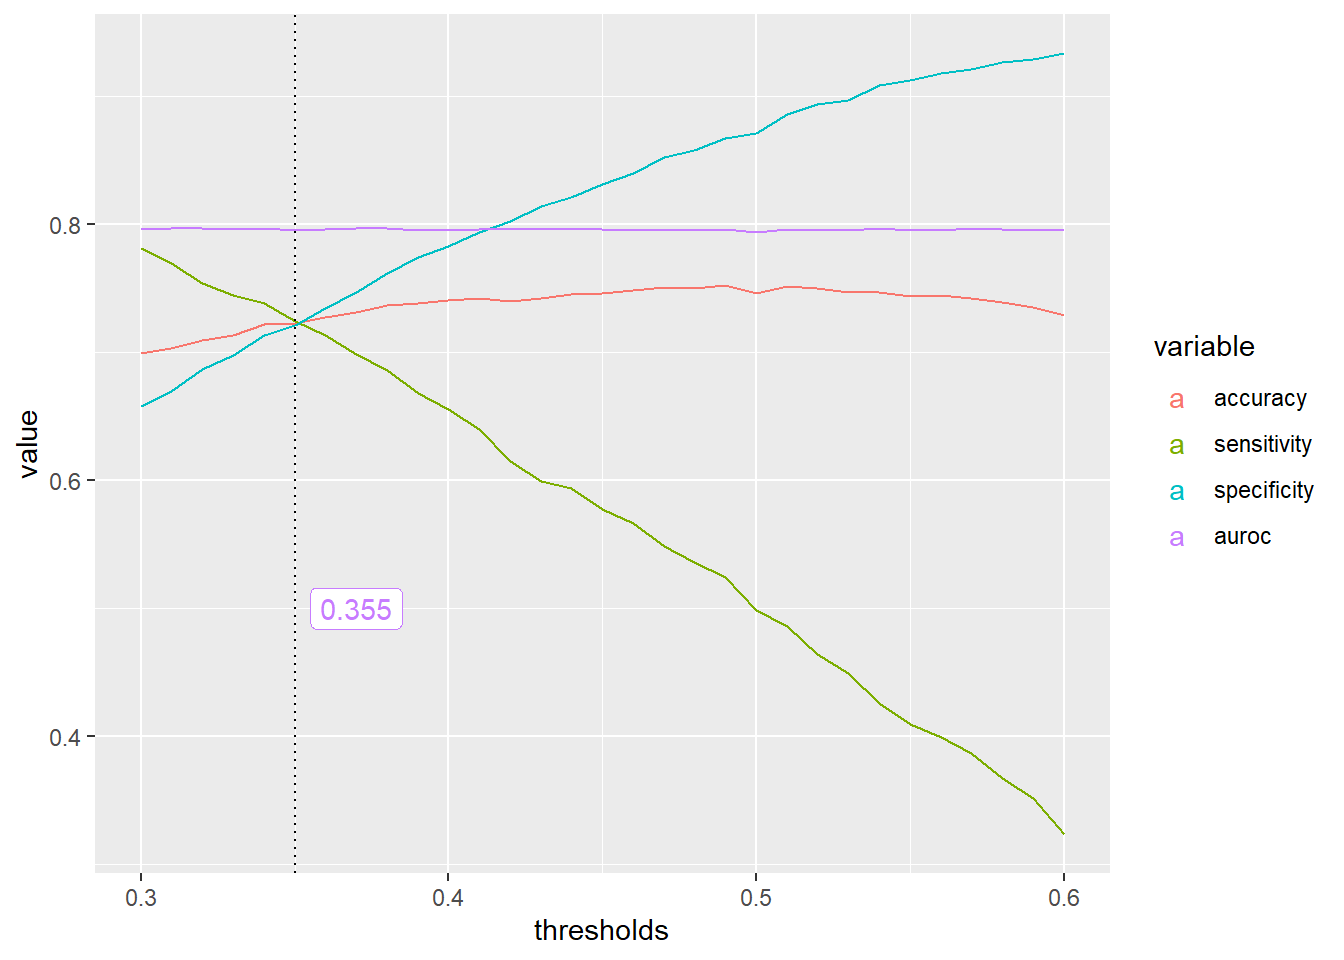 value
0.8
0.6
0.4
0.355
0.3
0.4
0.5
0.6
thresholds
variable
a accuracy
a sensitivity
a specificity
a auroc